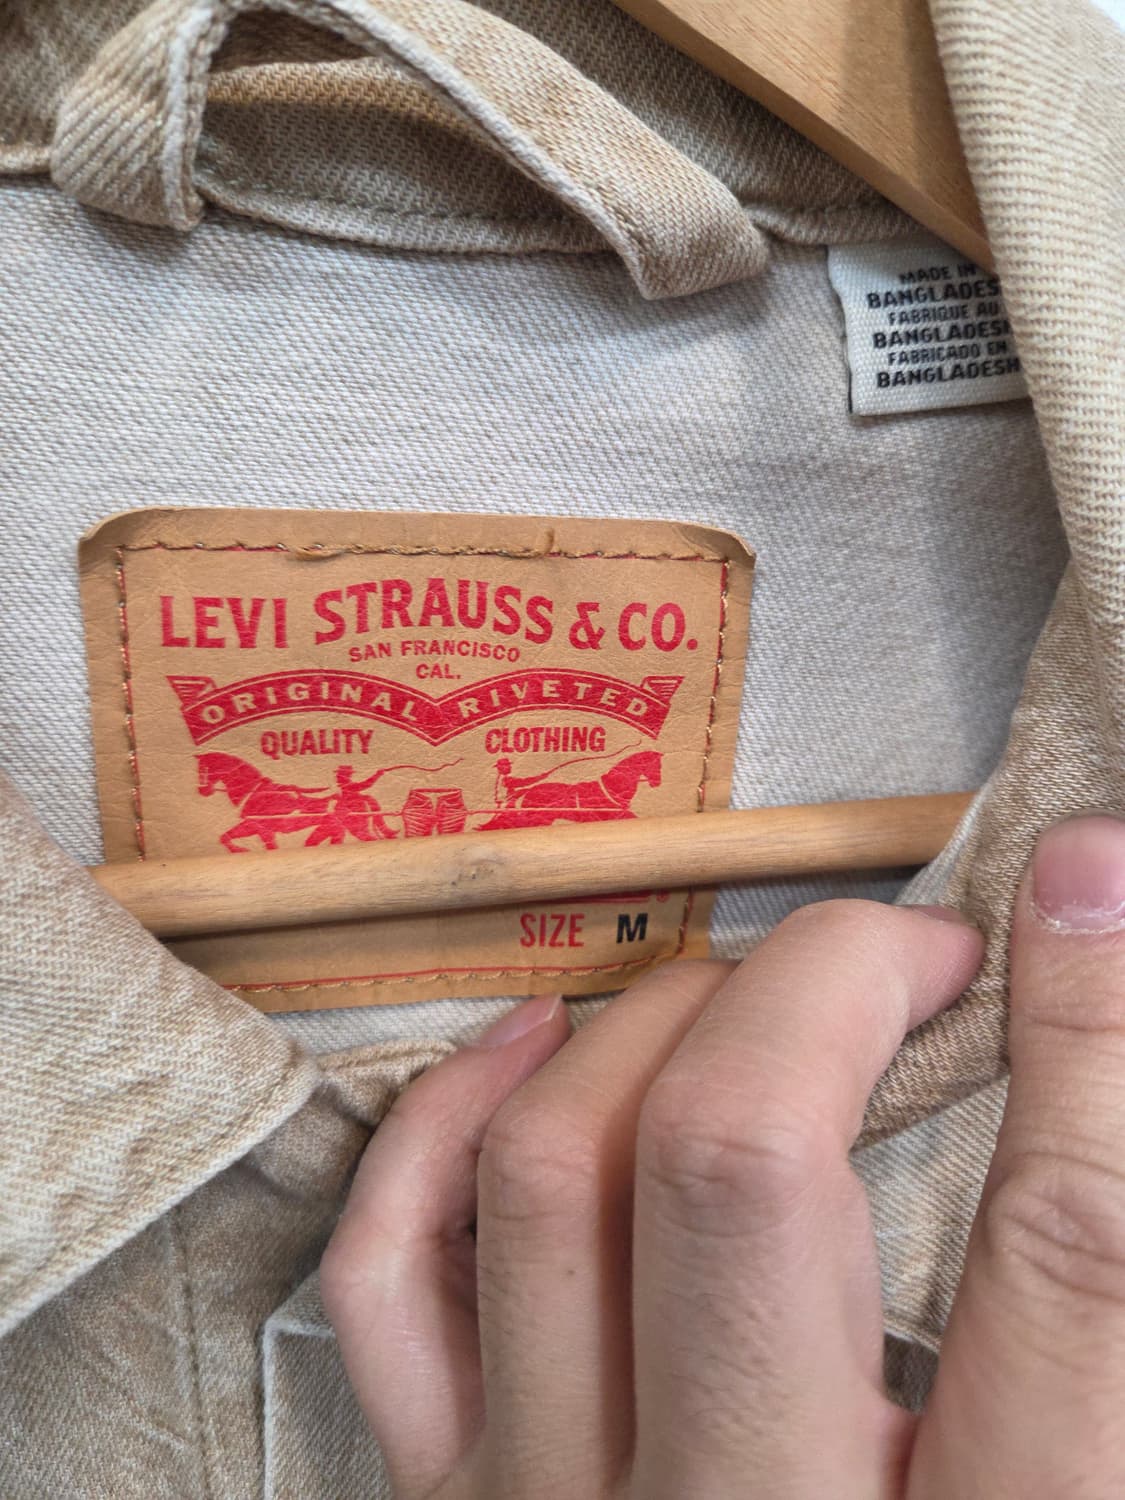 MADE IN
BANGLADES
FABRIQUE AU
BANGLADESH
FABRICADO EN
BANGLADESH
LEVI STRAUSS & CO.
SAN FRANCISCO
CAL.
ORIGINAL RIVETED
QUALITY CLOTHING
SIZE M